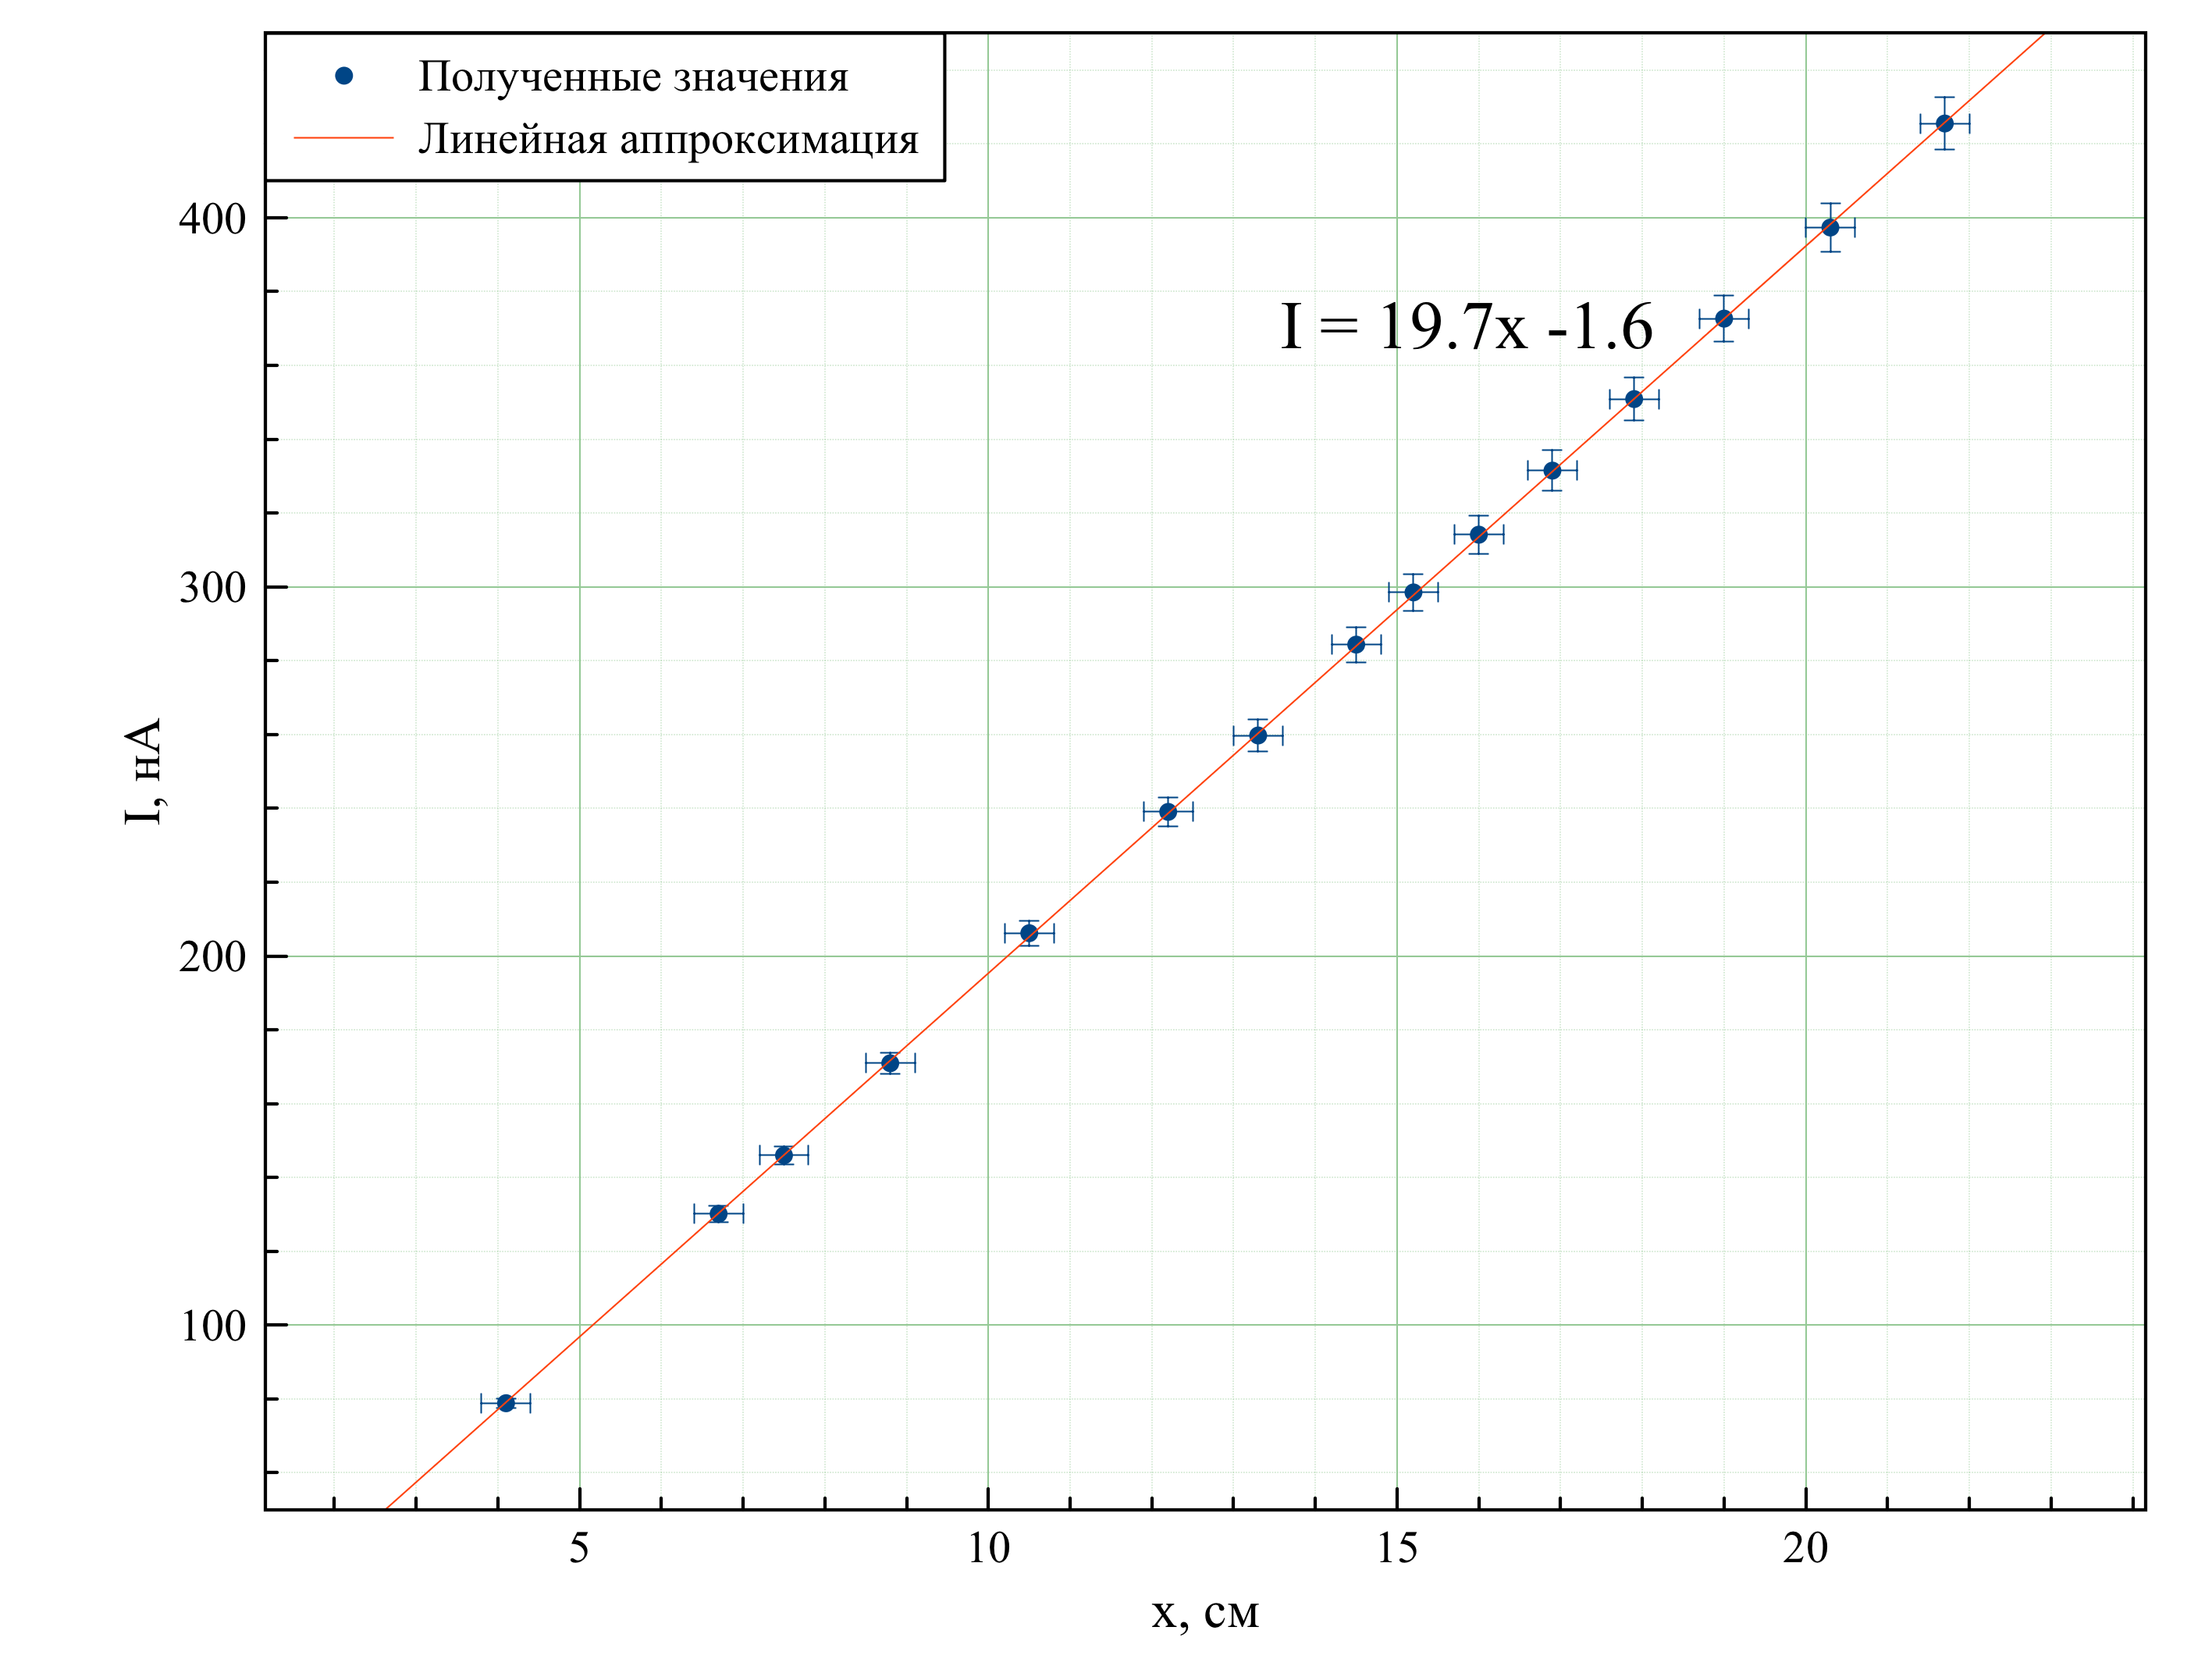 Полученные значения
Линейная аппроксимация
I = 19.7x -1.6
400
300
200
100
I, нА
5
10
15
20
x, см